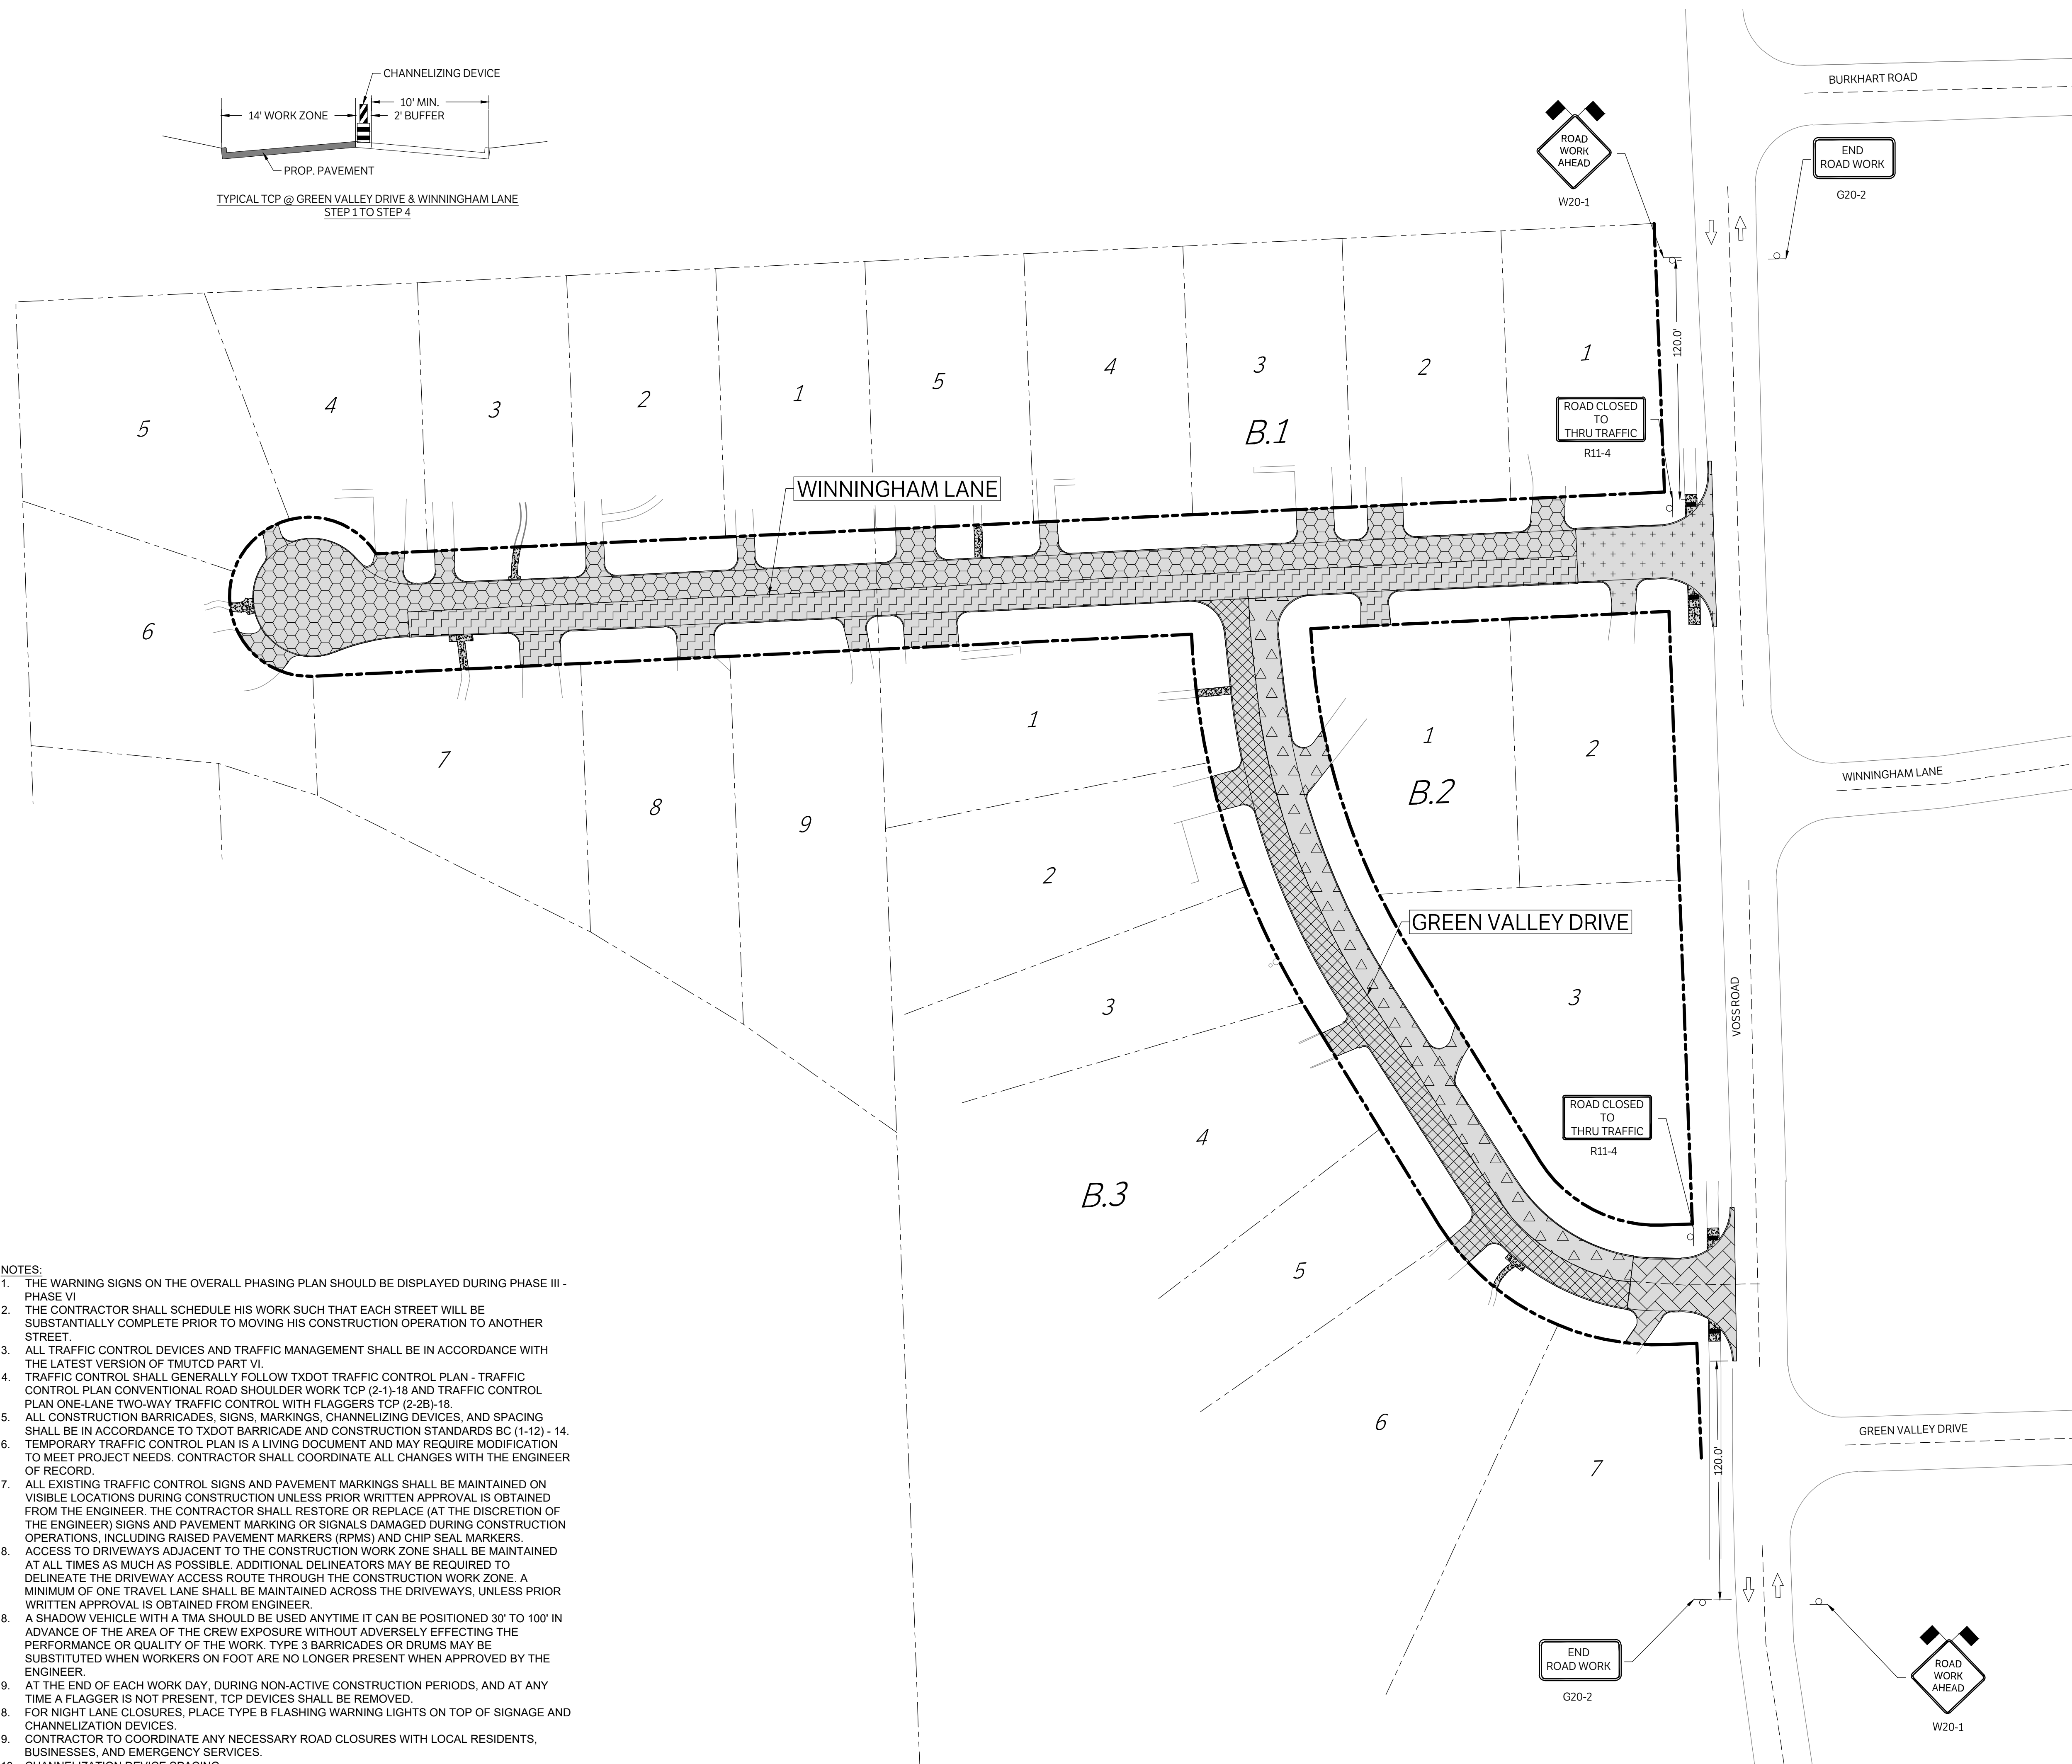 BURKHART ROAD
CHANNELIZING DEVICE
10' MIN.
14' WORK ZONE
2' BUFFER
PROP. PAVEMENT
TYPICAL TCP @ GREEN VALLEY DRIVE & WINNINGHAM LANE
STEP 1 TO STEP 4
ROAD
WORK
AHEAD
W20-1
END
ROAD WORK
G20-2
120.0'
5
4
3
2
1
5
4
3
2
1
B.1
ROAD CLOSED
TO
THRU TRAFFIC
R11-4
WINNINGHAM LANE
6
7
8
9
1
2
3
4
B.3
5
6
7
1
2
B.2
3
WINNINGHAM LANE
GREEN VALLEY DRIVE
VOSS ROAD
ROAD CLOSED
TO
THRU TRAFFIC
R11-4
GREEN VALLEY DRIVE
120.0'
END
ROAD WORK
G20-2
ROAD
WORK
AHEAD
W20-1
NOTES:
1. THE WARNING SIGNS ON THE OVERALL PHASING PLAN SHOULD BE DISPLAYED DURING PHASE III -
PHASE VI
2. THE CONTRACTOR SHALL SCHEDULE HIS WORK SUCH THAT EACH STREET WILL BE
SUBSTANTIALLY COMPLETE PRIOR TO MOVING HIS CONSTRUCTION OPERATION TO ANOTHER
STREET.
3. ALL TRAFFIC CONTROL DEVICES AND TRAFFIC MANAGEMENT SHALL BE IN ACCORDANCE WITH
THE LATEST VERSION OF TMUTCD PART VI.
4. TRAFFIC CONTROL SHALL GENERALLY FOLLOW TXDOT TRAFFIC CONTROL PLAN - TRAFFIC
CONTROL PLAN CONVENTIONAL ROAD SHOULDER WORK TCP (2-1)-18 AND TRAFFIC CONTROL
PLAN ONE-LANE TWO-WAY TRAFFIC CONTROL WITH FLAGGERS TCP (2-2B)-18.
5. ALL CONSTRUCTION BARRICADES, SIGNS, MARKINGS, CHANNELIZING DEVICES, AND SPACING
SHALL BE IN ACCORDANCE TO TXDOT BARRICADE AND CONSTRUCTION STANDARDS BC (1-12) - 14.
6. TEMPORARY TRAFFIC CONTROL PLAN IS A LIVING DOCUMENT AND MAY REQUIRE MODIFICATION
TO MEET PROJECT NEEDS. CONTRACTOR SHALL COORDINATE ALL CHANGES WITH THE ENGINEER
OF RECORD.
7. ALL EXISTING TRAFFIC CONTROL SIGNS AND PAVEMENT MARKINGS SHALL BE MAINTAINED ON
VISIBLE LOCATIONS DURING CONSTRUCTION UNLESS PRIOR WRITTEN APPROVAL IS OBTAINED
FROM THE ENGINEER. THE CONTRACTOR SHALL RESTORE OR REPLACE (AT THE DISCRETION OF
THE ENGINEER) SIGNS AND PAVEMENT MARKING OR SIGNALS DAMAGED DURING CONSTRUCTION
OPERATIONS, INCLUDING RAISED PAVEMENT MARKERS (RPMS) AND CHIP SEAL MARKERS.
8. ACCESS TO DRIVEWAYS ADJACENT TO THE CONSTRUCTION WORK ZONE SHALL BE MAINTAINED
AT ALL TIMES AS MUCH AS POSSIBLE. ADDITIONAL DELINEATORS MAY BE REQUIRED TO
DELINEATE THE DRIVEWAY ACCESS ROUTE THROUGH THE CONSTRUCTION WORK ZONE. A
MINIMUM OF ONE TRAVEL LANE SHALL BE MAINTAINED ACROSS THE DRIVEWAYS, UNLESS PRIOR
WRITTEN APPROVAL IS OBTAINED FROM ENGINEER.
8. A SHADOW VEHICLE WITH A TMA SHOULD BE USED ANYTIME IT CAN BE POSITIONED 30' TO 100' IN
ADVANCE OF THE AREA OF THE CREW EXPOSURE WITHOUT ADVERSELY EFFECTING THE
PERFORMANCE OR QUALITY OF THE WORK. TYPE 3 BARRICADES OR DRUMS MAY BE
SUBSTITUTED WHEN WORKERS ON FOOT ARE NO LONGER PRESENT WHEN APPROVED BY THE
ENGINEER.
9. AT THE END OF EACH WORK DAY, DURING NON-ACTIVE CONSTRUCTION PERIODS, AND AT ANY
TIME A FLAGGER IS NOT PRESENT, TCP DEVICES SHALL BE REMOVED.
8. FOR NIGHT LANE CLOSURES, PLACE TYPE B FLASHING WARNING LIGHTS ON TOP OF SIGNAGE AND
CHANNELIZATION DEVICES.
9. CONTRACTOR TO COORDINATE ANY NECESSARY ROAD CLOSURES WITH LOCAL RESIDENTS,
BUSINESSES, AND EMERGENCY SERVICES.